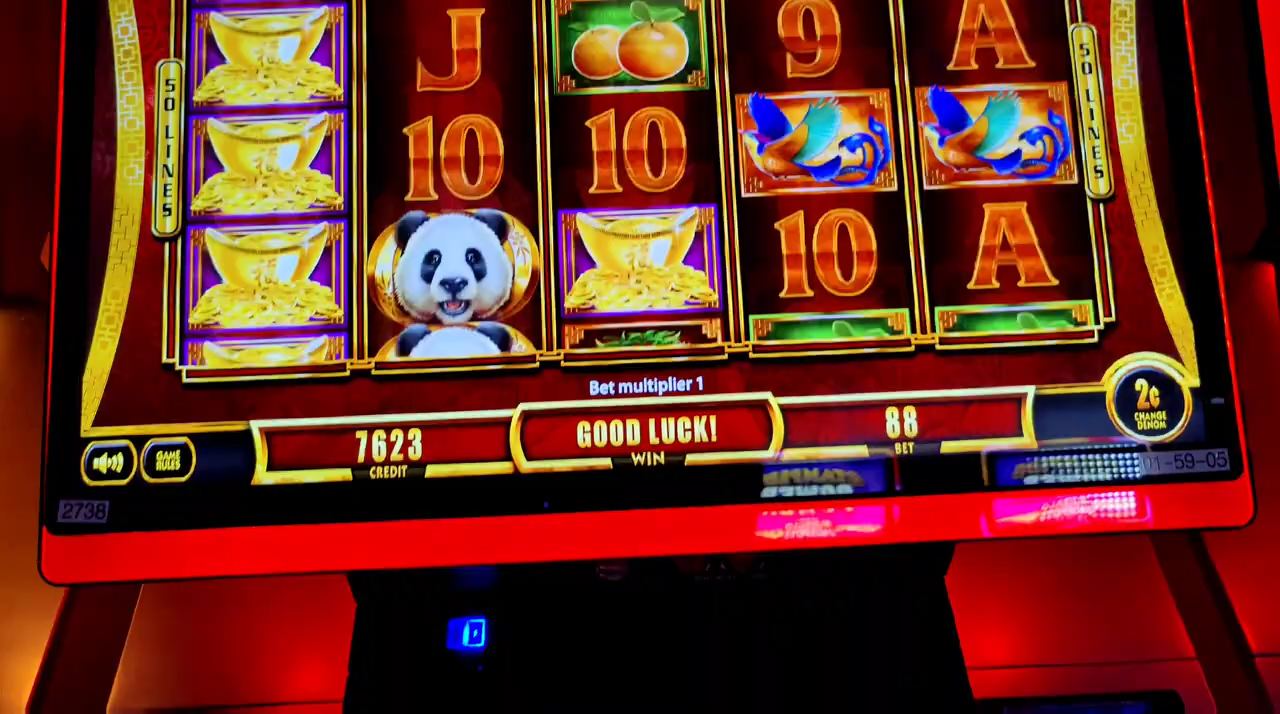 J
9
A
50 LINES
10
10
50 LINES
10
A
Bet multiplier 1
7623
CREDIT
GOOD LUCK!
WIN
88
BET
2¢
CHANGE
DENOM
GAME
RULES
2738
01-59-05